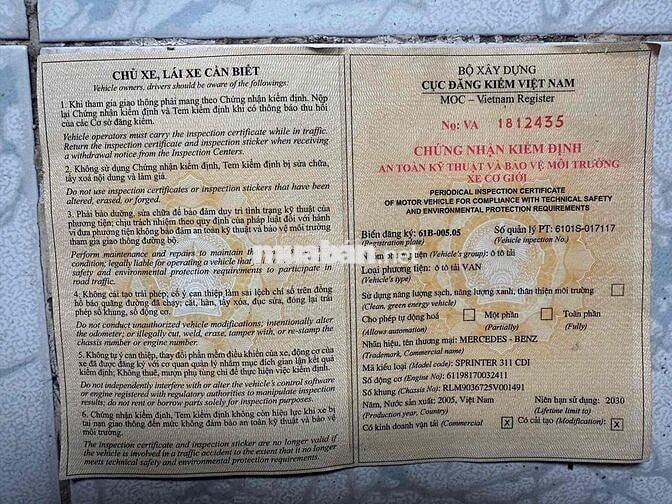 CHỦ XE, LÁI XE CẦN BIẾT
Vehicle owners, drivers should be aware of the followings:
1. Khi tham gia giao thông phải mang theo Chứng nhận kiểm định. Nộp
lại Chứng nhận kiểm định và Tem kiểm định khi có thông báo thu hồi
của các Cơ sở đăng kiểm.
Vehicle operators must carry the inspection certificate while in traffic.
Return the inspection certificate and inspection sticker when receiving
a withdrawal notice from the Inspection Centers.
2. Không sử dụng Chứng nhận kiểm định, Tem kiểm định bị sửa chữa,
tẩy xoá nội dung và làm giả.
Do not use inspection certificates or inspection stickers that have been
altered, erased, or forged.
3. Phải bảo dưỡng, sửa chữa để bảo đảm duy trì tình trạng kỹ thuật của
phương tiện; chịu trách nhiệm theo quy định của pháp luật đối với hành
vi đưa phương tiện không bảo đảm an toàn kỹ thuật và bảo vệ môi trường
tham gia giao thông đường bộ.
Perform maintenance and repairs to maintain the
condition; legally liable for operating a vehicle that
safety and environmental protection requirements to participate in
road traffic.
4. Không cải tạo trái phép, cố ý can thiệp làm sai lệch chỉ số trên đồng
hồ báo quãng đường đã chạy; cắt, hàn, tẩy xóa, đục sửa, đóng lại trái
phép số khung, số động cơ.
Do not conduct unauthorized vehicle modifications; intentionally alter
the odometer; or illegally cut, weld, erase, tamper with, or re-stamp the
chassis number or engine number.
5. Không tự ý can thiệp, thay đổi phần mềm điều khiển của xe, động cơ của
xe đã được đăng ký với cơ quan quản lý nhằm mục đích gian lận kết quả
kiểm định. Không thuê, mượn phụ tùng chỉ để thực hiện việc kiểm định.
Do not independently interfere with or alter the vehicle's control software
or engine registered with regulatory authorities to manipulate inspection
results; do not rent or borrow parts solely for inspection purposes.
6. Chứng nhận kiểm định, Tem kiểm định không còn hiệu lực khi xe bị
tai nạn giao thông đến mức không đảm bảo an toàn kỹ thuật và bảo vệ
môi trường.
The inspection certificate and inspection sticker are no longer valid if
the vehicle is involved in a traffic accident to the extent that it no longer
meets technical safety and environmental protection requirements.
BỘ XÂY DỰNG
CỤC ĐĂNG KIỂM VIỆT NAM
MOC – Vietnam Register
No: VA 1812435
CHỨNG NHẬN KIỂM ĐỊNH
AN TOÀN KỸ THUẬT VÀ BẢO VỆ MÔI TRƯỜNG
XE CƠ GIỚI
PERIODICAL INSPECTION CERTIFICATE
OF MOTOR VEHICLE FOR COMPLIANCE WITH TECHNICAL SAFETY
AND ENVIRONMENTAL PROTECTION REQUIREMENTS
Biển đăng ký: 61B-005.05 Số quản lý PT: 6101S-017117
(Registration plate) (Vehicle inspection No.)
(Vehicle's group): ô tô tải
Loại phương tiện: ô tô tải VAN
(Vehicle's type)
Sử dụng năng lượng sạch, năng lượng xanh, thân thiện môi trường
(Clean, green energy vehicle)
Cho phép tự động hoá Một phần Toàn phần
(Allows automation) (Partially) (Fully)
Nhãn hiệu, tên thương mại: MERCEDES - BENZ
(Trademark, Commercial name)
Mã kiểu loại (Model code): SPRINTER 311 CDI
Số động cơ (Engine No): 61198170032411
Số khung (Chassis No): RLM9036725V001491
Năm, Nước sản xuất: 2005, Việt Nam Niên hạn SD: 2030
(Production year, Country) (Lifetime limit to)
Có kinh doanh vận tải (Commercial X Có cải tạo (Modification): X
muaban.net